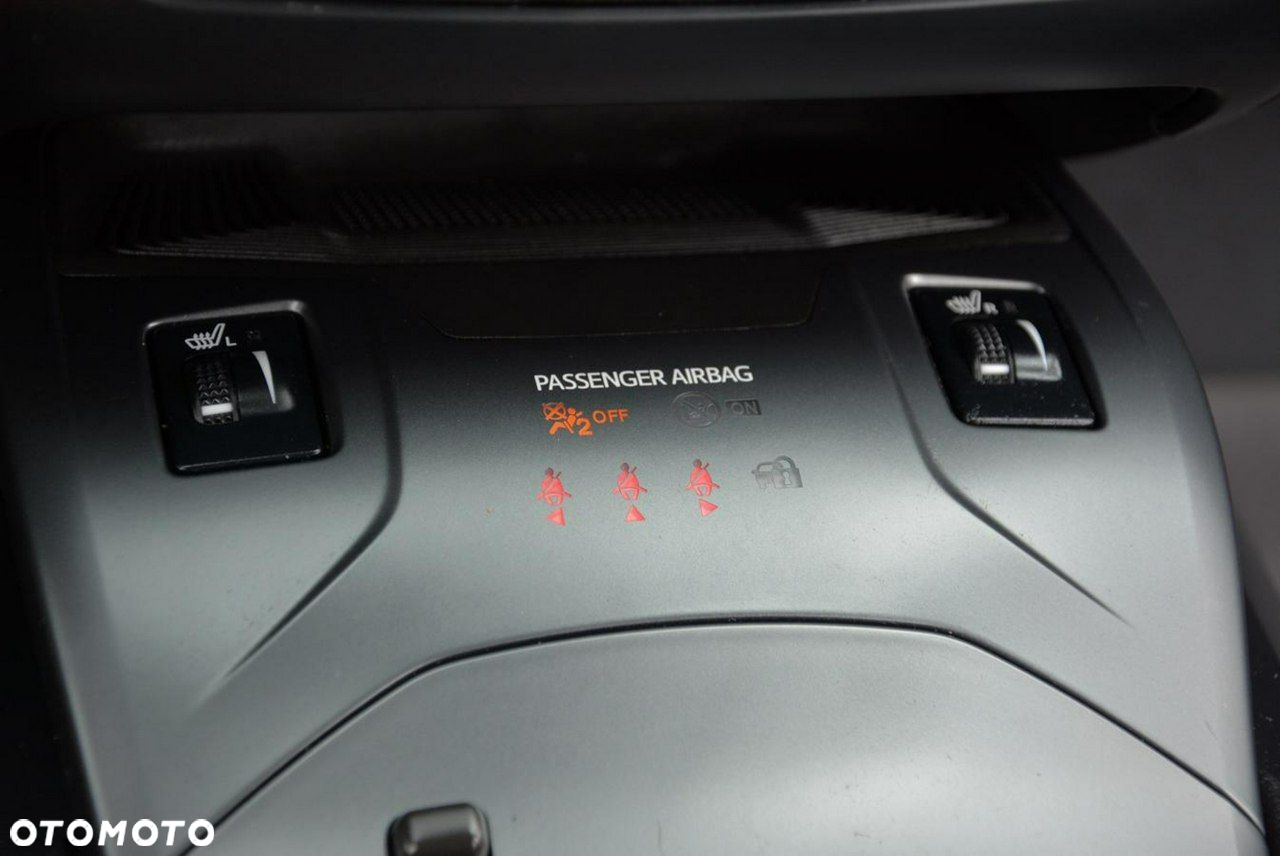 L
R
PASSENGER AIRBAG
2 OFF
ON
OTOMOTO